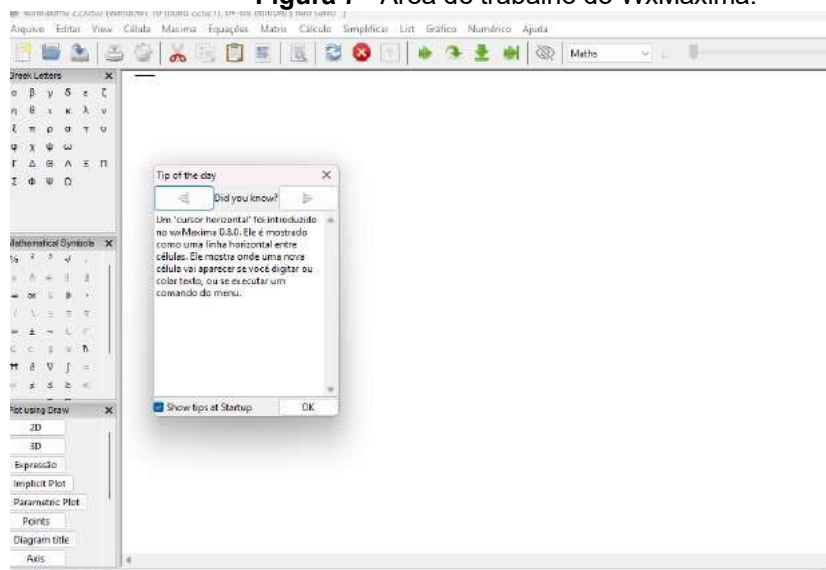 Figura 7 - Área de trabalho do WxMaxima.
Arquivo Editar View Célula Maxima Equações Matrix Cálculo Simplificar List Gráfico Numérico Ajuda
Maths
Greek Letters
α β γ δ ε ζ
η θ ι κ λ ν
ξ π ρ σ τ υ
φ χ ψ ω
Γ Δ Θ Λ Ξ Π
Σ Φ Ψ Ω
Tip of the day
Did you know?
Um 'cursor horizontal' foi introduzido
no wxMaxima 0.8.0. Ele é mostrado
como uma linha horizontal entre
células. Ele mostra onde uma nova
célula vai aparecer se você digitar ou
colar texto, ou se executar um
comando do menu.
Show tips at Startup
OK
Mathematical Symbols
Plot using Draw
2D
3D
Expressão
Implicit Plot
Parametric Plot
Points
Diagram title
Axis